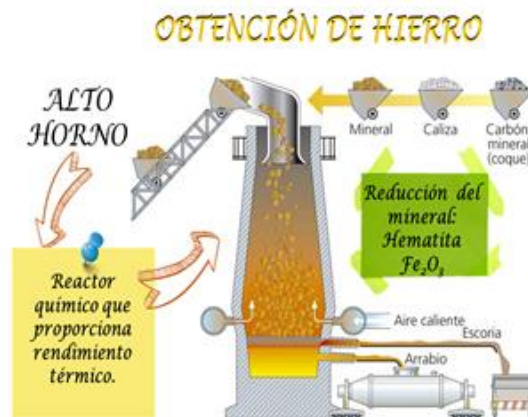 OBTENCIÓN DE HIERRO
ALTO
HORNO
Mineral
Caliza
Carbón
mineral
(coque)
Reducción del
mineral:
Hematita
Fe₂O₃
Reactor
químico que
proporciona
rendimiento
térmico.
Aire caliente
Escoria
Arrabio